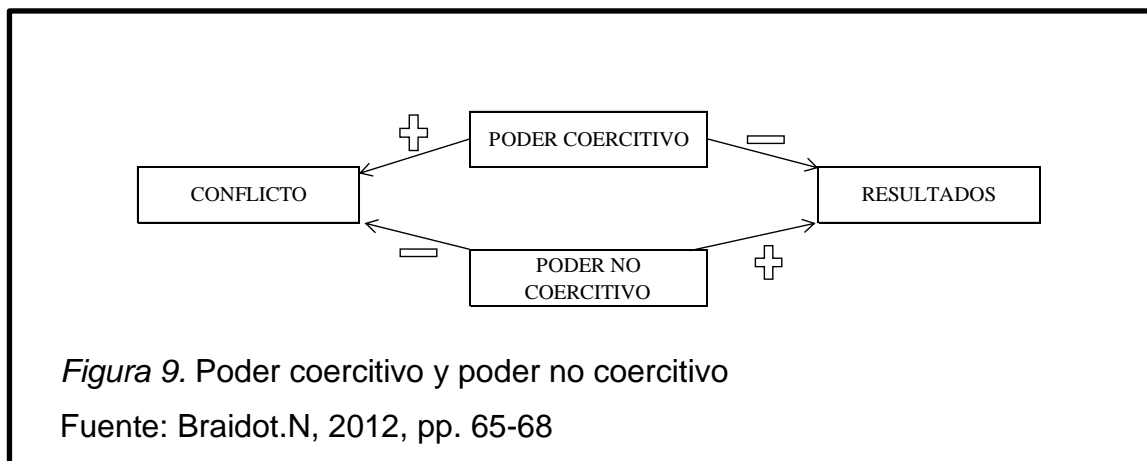 PODER COERCITIVO
CONFLICTO
RESULTADOS
PODER NO
COERCITIVO
Figura 9. Poder coercitivo y poder no coercitivo
Fuente: Braidot.N, 2012, pp. 65-68